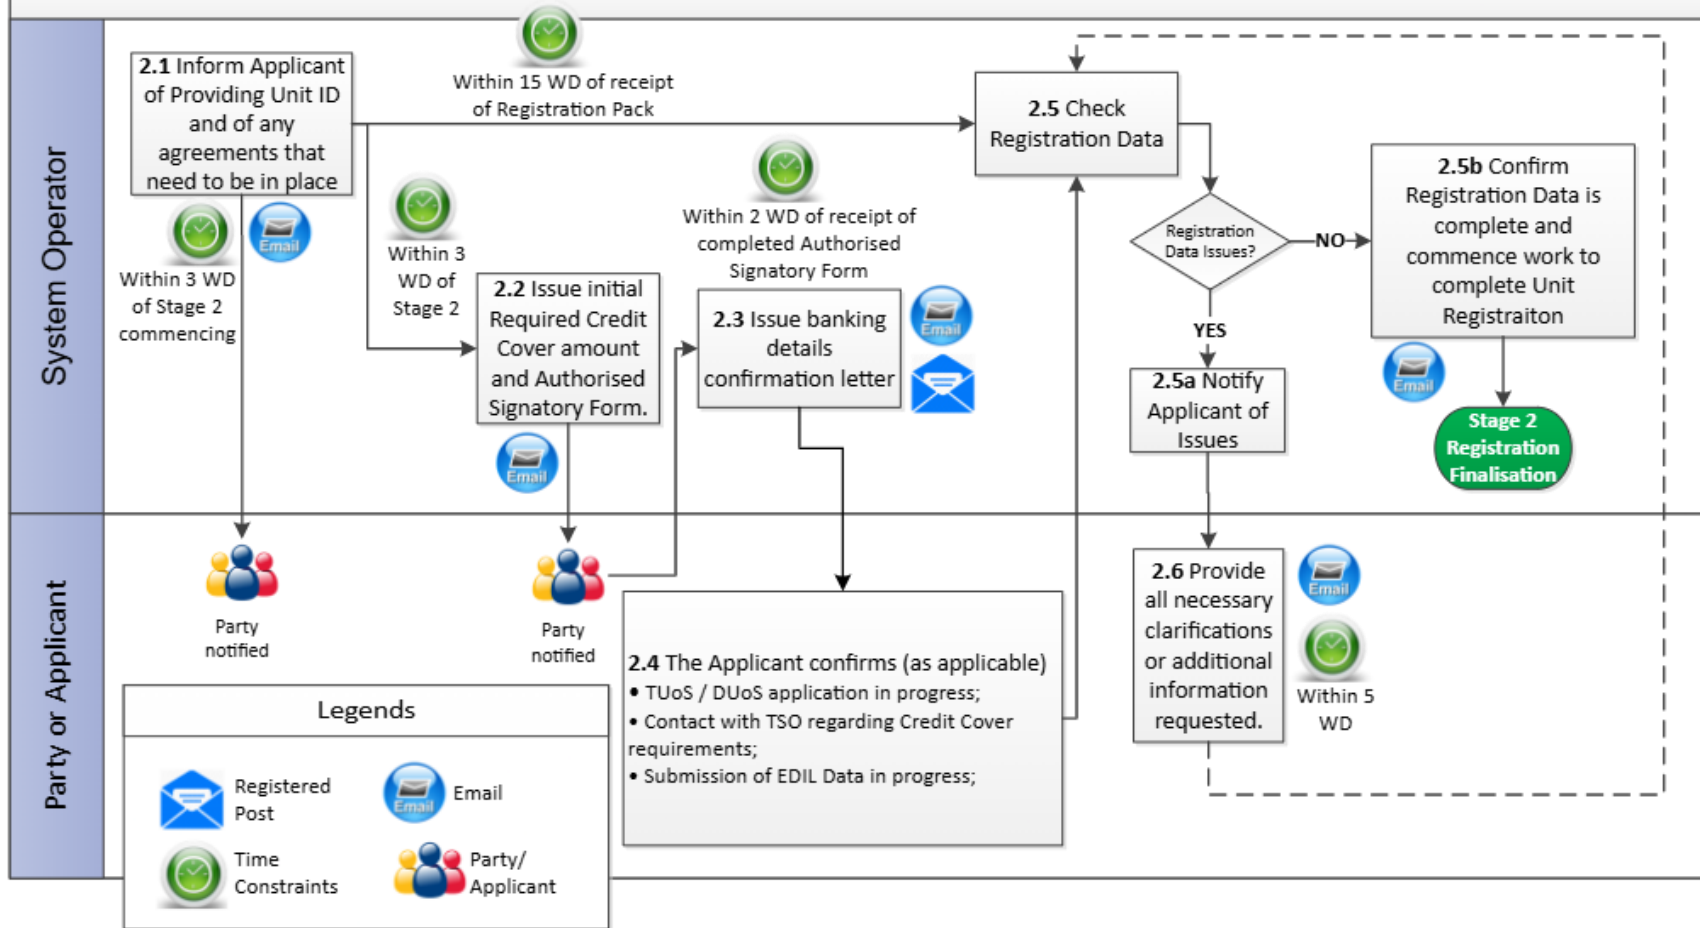 System Operator
2.1 Inform Applicant
of Providing Unit ID
and of any
agreements that
need to be in place
Within 15 WD of receipt
of Registration Pack
Email
Within 3 WD
of Stage 2
commencing
Within 3
WD of
Stage 2
2.2 Issue initial
Required Credit
Cover amount
and Authorised
Signatory Form.
Email
Within 2 WD of receipt of
completed Authorised
Signatory Form
2.3 Issue banking
details
confirmation letter
Email
2.5 Check
Registration Data
Registration
Data Issues?
NO
YES
2.5b Confirm
Registration Data is
complete and
commence work to
complete Unit
Registraiton
Email
Stage 2
Registration
Finalisation
2.5a Notify
Applicant of
Issues
Party or Applicant
Party
notified
Party
notified
2.4 The Applicant confirms (as applicable)
• TUoS / DUoS application in progress;
• Contact with TSO regarding Credit Cover
requirements;
• Submission of EDIL Data in progress;
2.6 Provide
all necessary
clarifications
or additional
information
requested.
Email
Within 5
WD
Legends
Registered
Post
Email
Email
Time
Constraints
Party/
Applicant